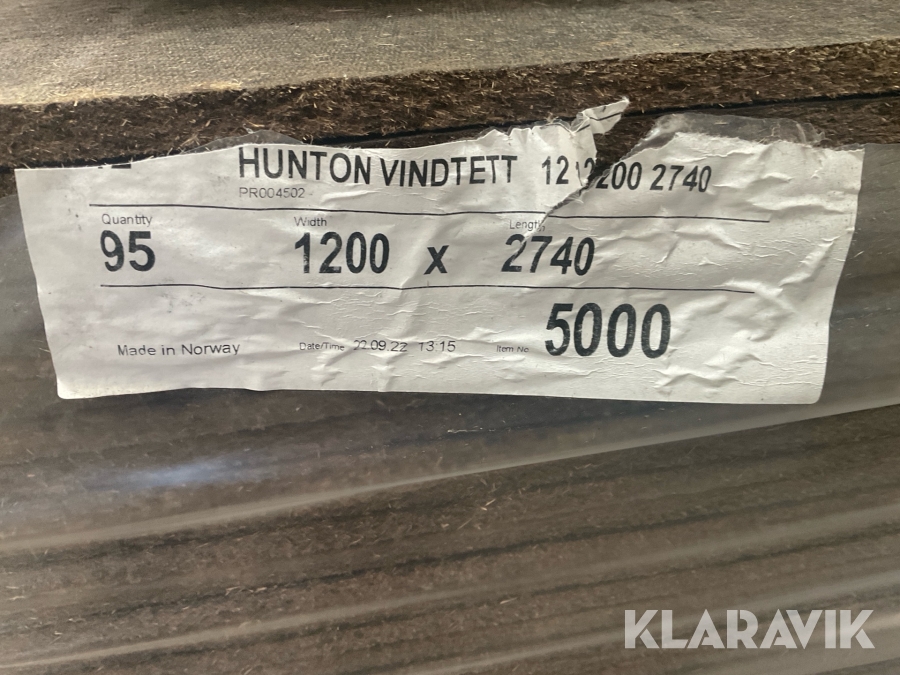 HUNTON VINDTETT 12 1200 2740
PR004502
Quantity Width Length
95 1200 x 2740
Made in Norway Date/Time 22.09.22 13:15 Item No 5000
KLARAVIK